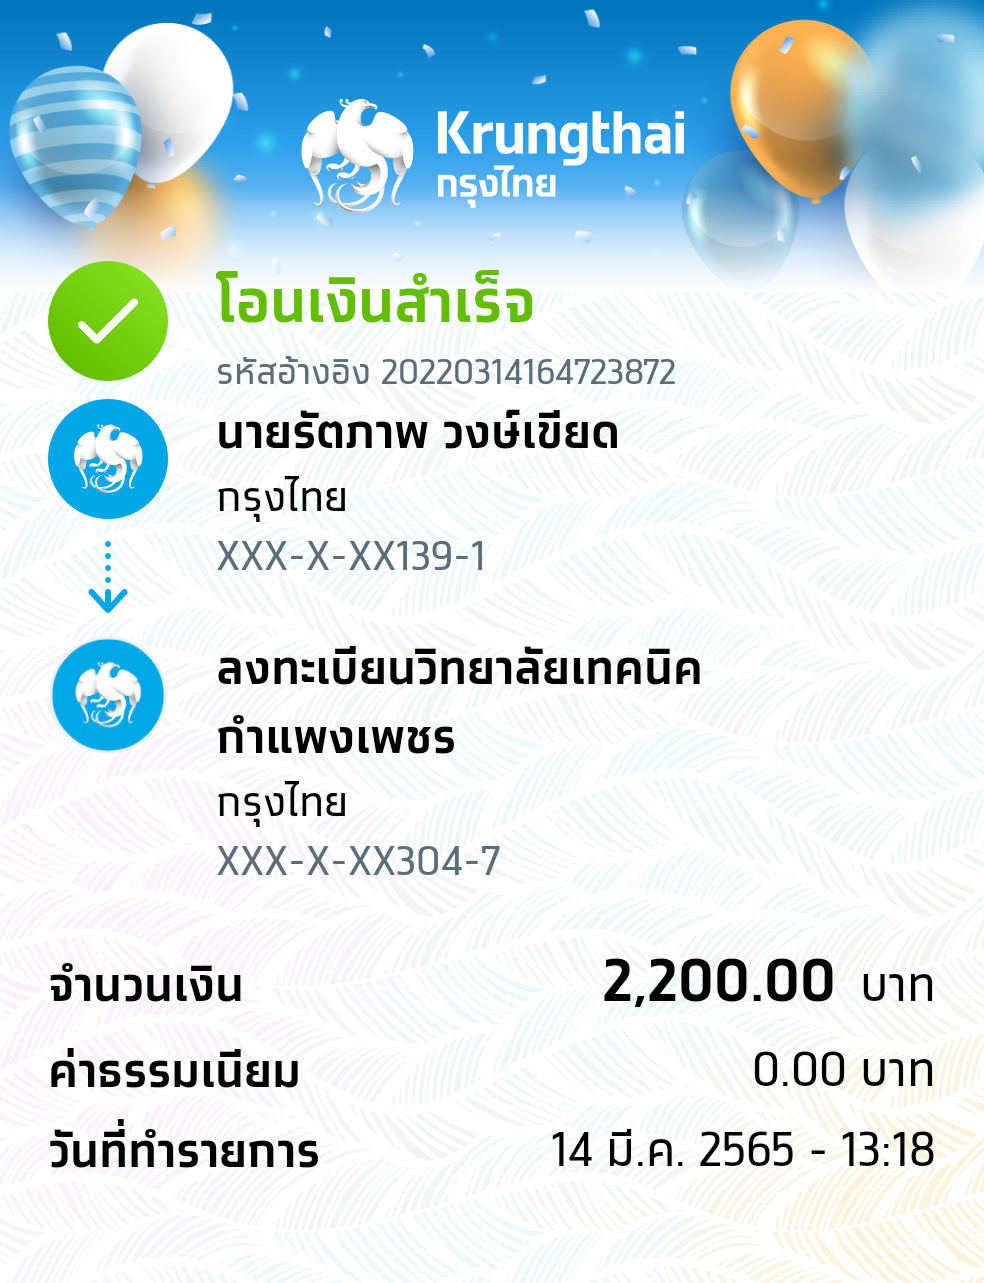 Krungthai
กรุงไทย
โอนเงินสำเร็จ
รหัสอ้างอิง 20220314164723872
นายรัตภาพ วงษ์เขียด
กรุงไทย
XXX-X-XX139-1
ลงทะเบียนวิทยาลัยเทคนิค
กำแพงเพชร
กรุงไทย
XXX-X-XX304-7
จำนวนเงิน 2,200.00 บาท
ค่าธรรมเนียม 0.00 บาท
วันที่ทำรายการ 14 มี.ค. 2565 - 13:18